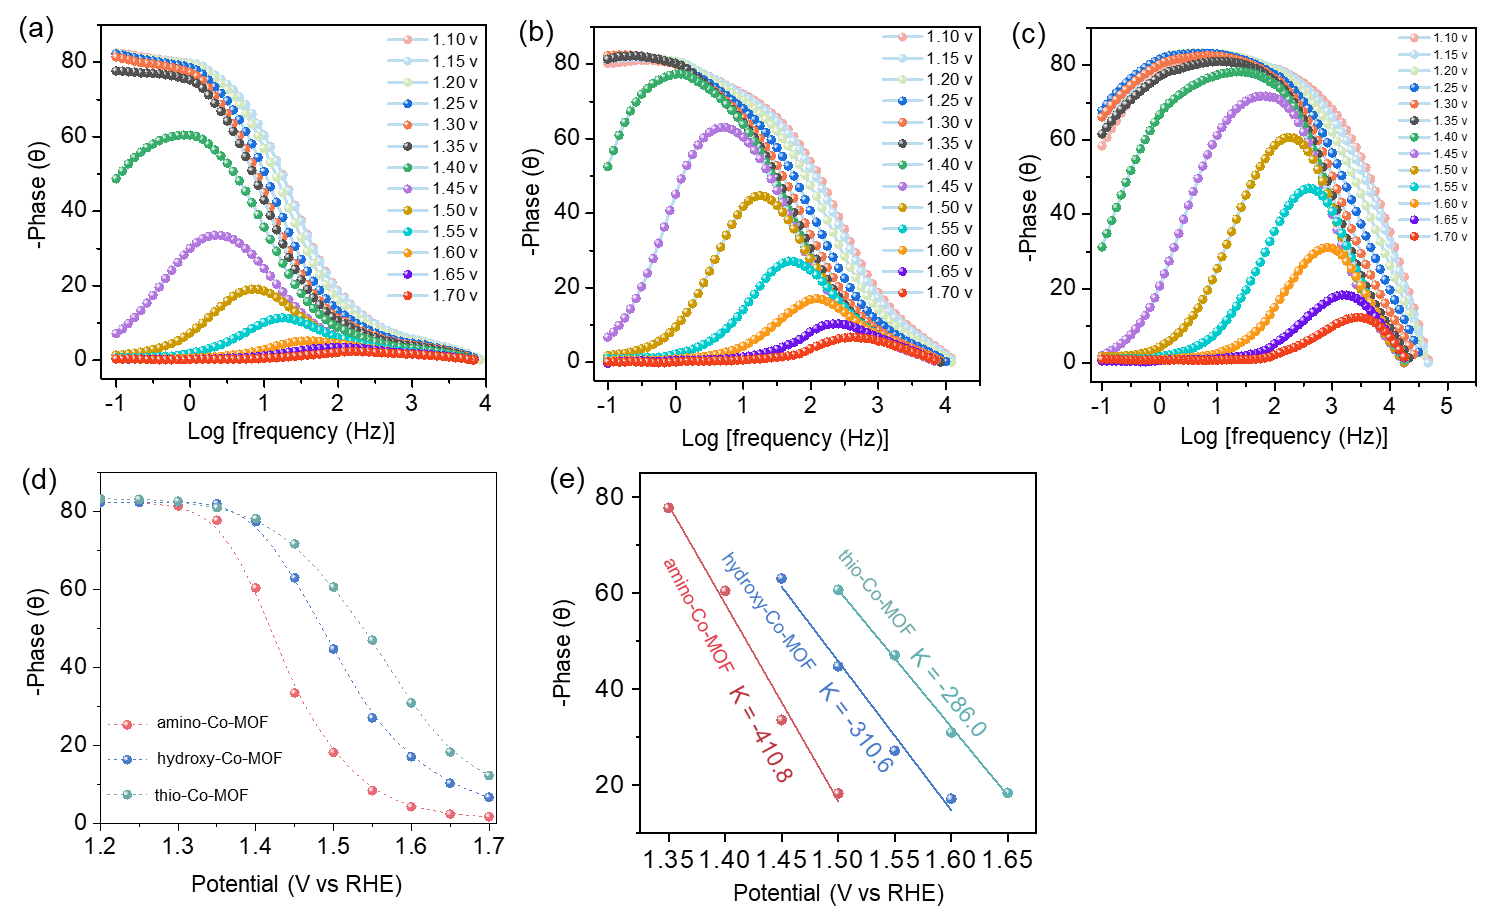 (a)
80
60
40
20
0
-Phase (θ)
-1 0 1 2 3 4
Log [frequency (Hz)]
1.10 v
1.15 v
1.20 v
1.25 v
1.30 v
1.35 v
1.40 v
1.45 v
1.50 v
1.55 v
1.60 v
1.65 v
1.70 v
(b)
80
60
40
20
0
-Phase (θ)
-1 0 1 2 3 4
Log [frequency (Hz)]
1.10 v
1.15 v
1.20 v
1.25 v
1.30 v
1.35 v
1.40 v
1.45 v
1.50 v
1.55 v
1.60 v
1.65 v
1.70 v
(c)
80
60
40
20
0
-Phase (θ)
-1 0 1 2 3 4 5
Log [frequency (Hz)]
1.10 v
1.15 v
1.20 v
1.25 v
1.30 v
1.35 v
1.40 v
1.45 v
1.50 v
1.55 v
1.60 v
1.65 v
1.70 v
(d)
80
60
40
20
0
-Phase (θ)
amino-Co-MOF
hydroxy-Co-MOF
thio-Co-MOF
1.2 1.3 1.4 1.5 1.6 1.7
Potential (V vs RHE)
(e)
80
60
40
20
-Phase (θ)
amino-Co-MOF K = -410.8
hydroxy-Co-MOF K = -310.6
thio-Co-MOF K = -286.0
1.35 1.40 1.45 1.50 1.55 1.60 1.65
Potential (V vs RHE)